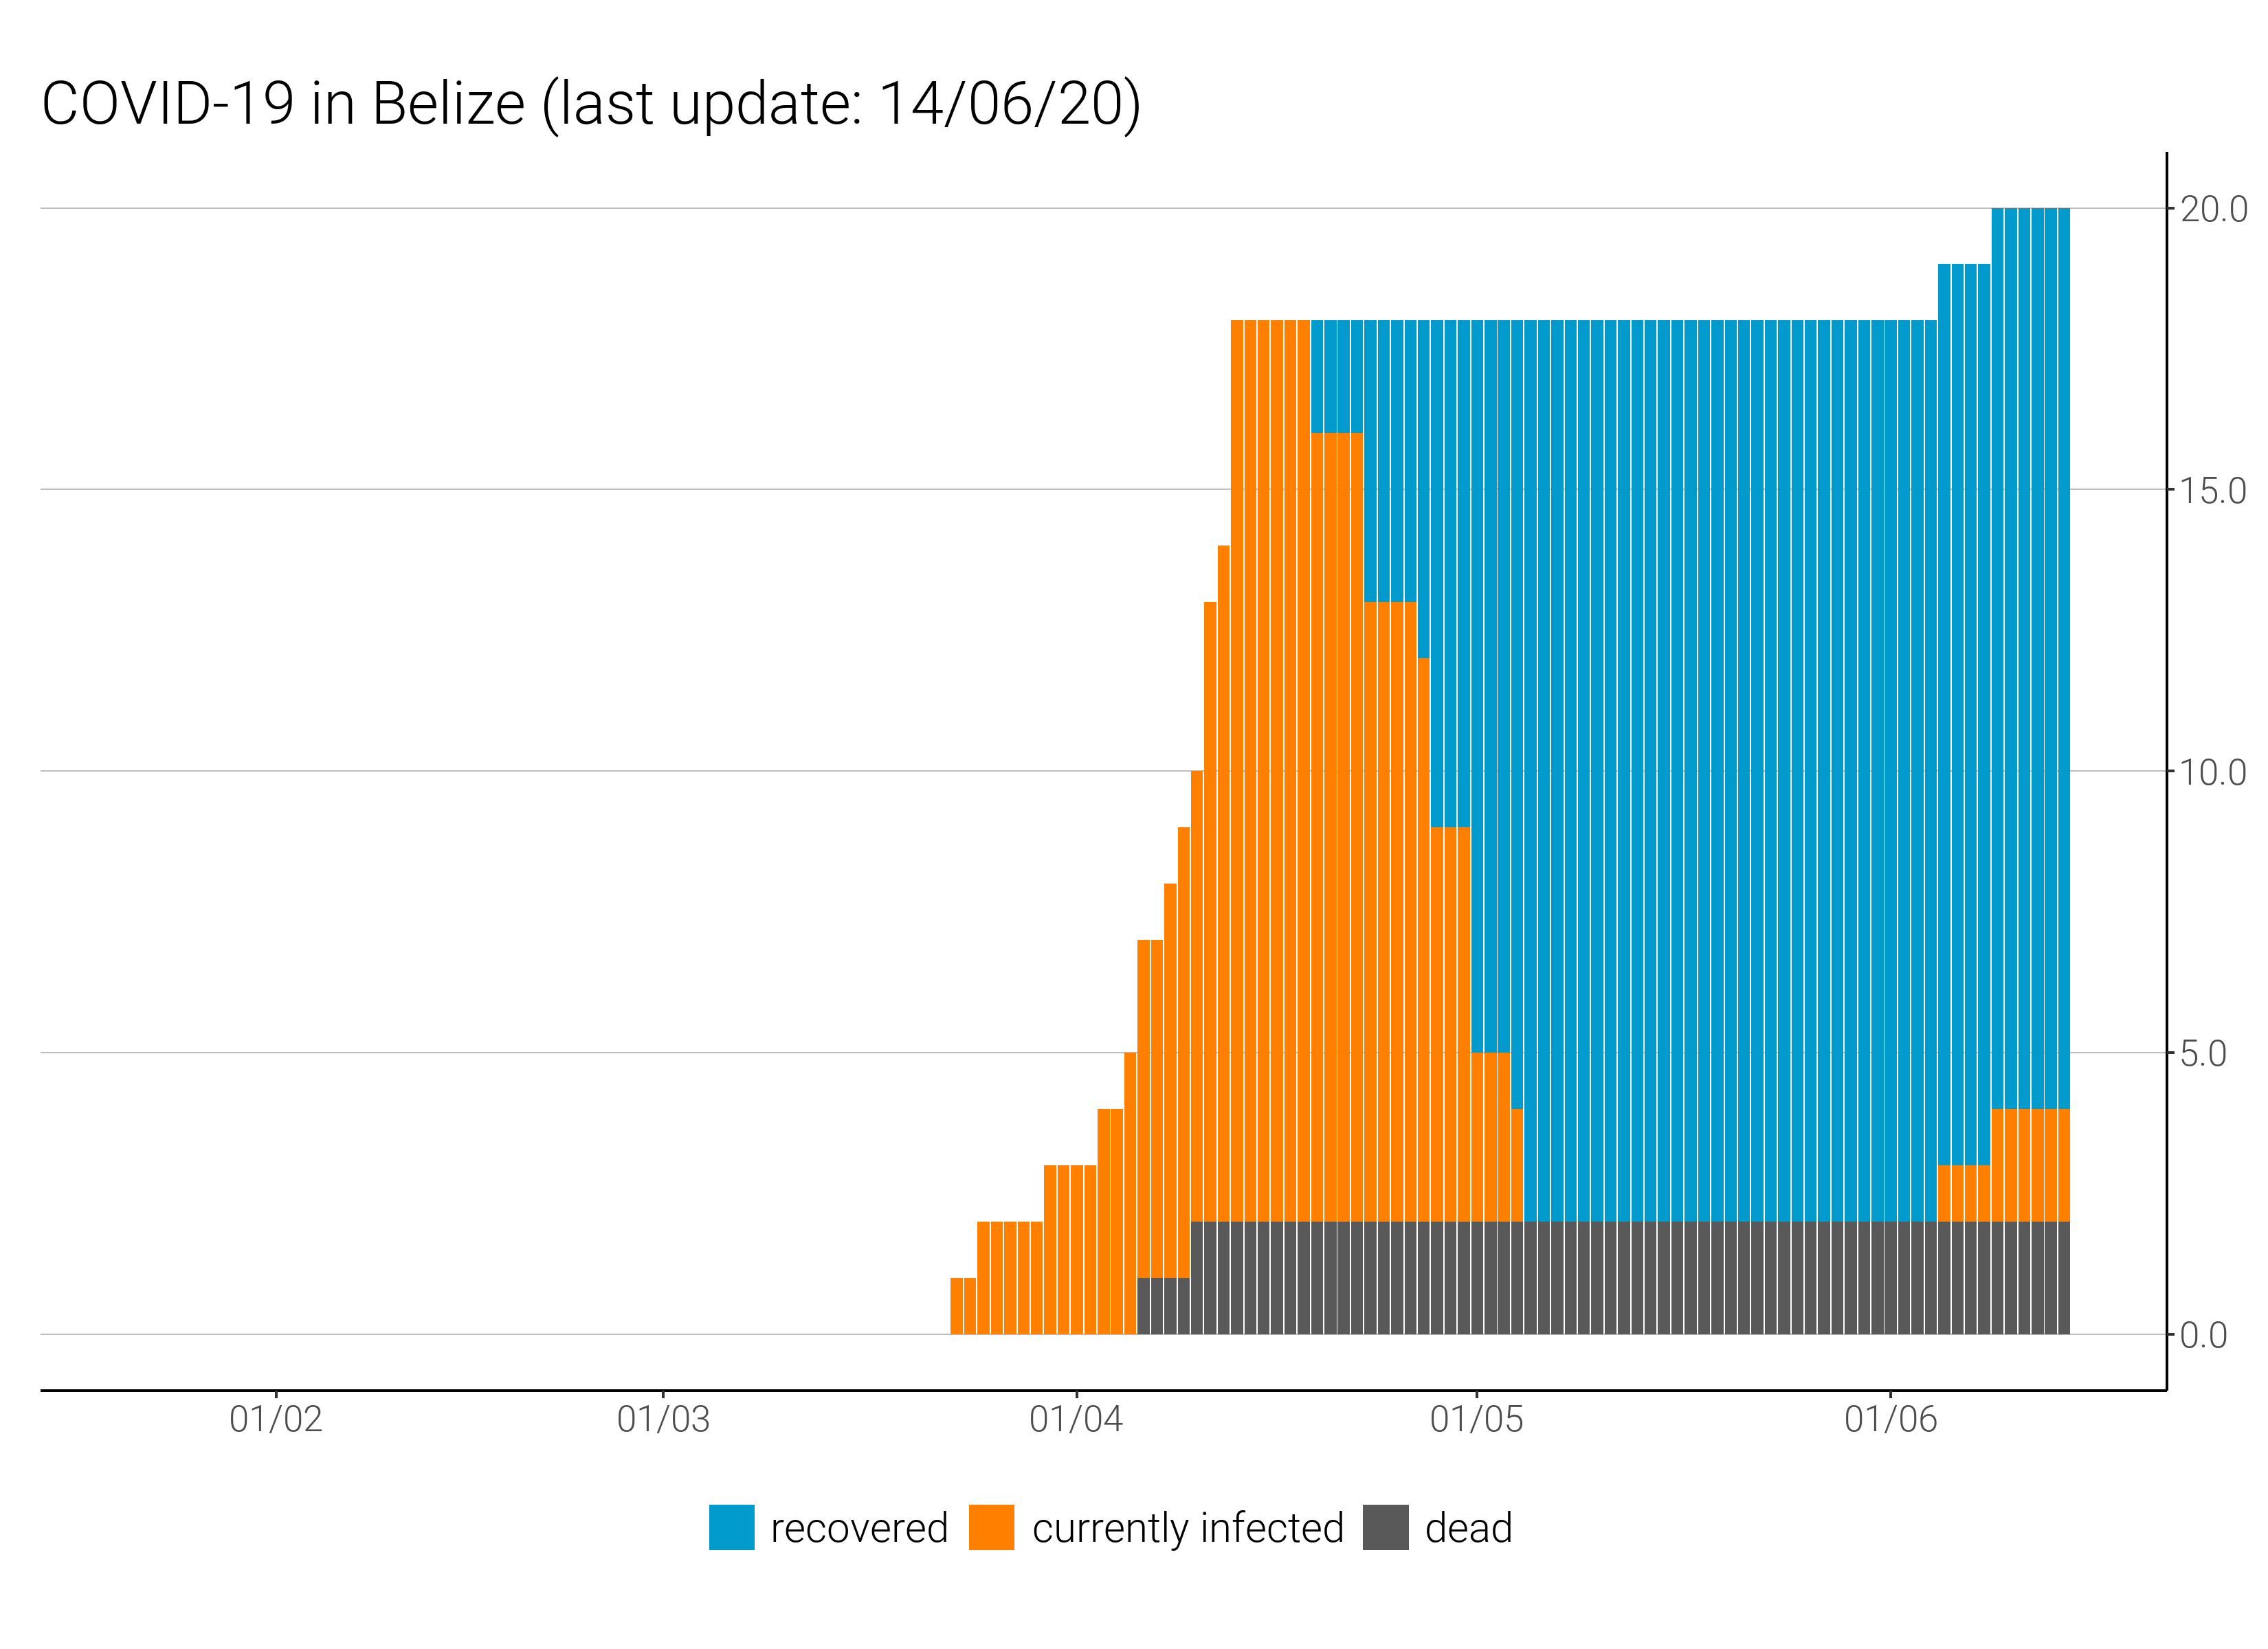 COVID-19 in Belize (last update: 14/06/20)
20.0
15.0
10.0
5.0
0.0
01/02 01/03 01/04 01/05 01/06
recovered currently infected dead